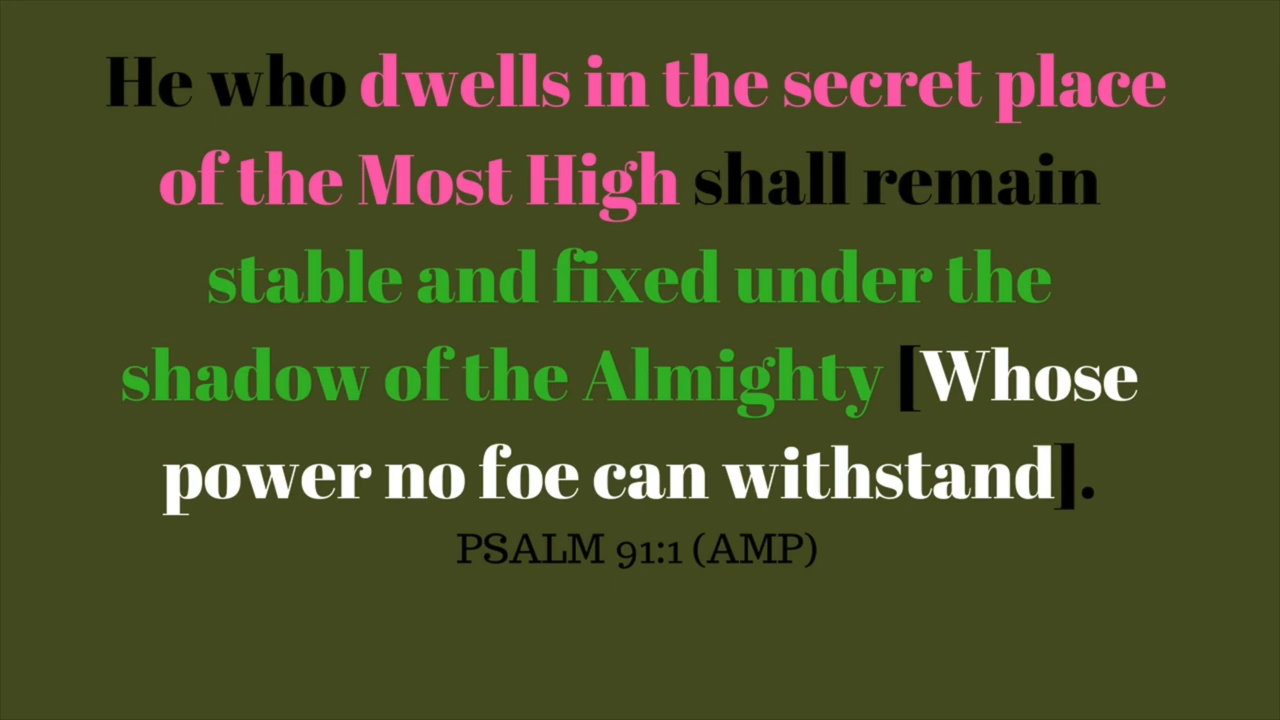 He who dwells in the secret place
of the Most High shall remain
stable and fixed under the
shadow of the Almighty [Whose
power no foe can withstand].
PSALM 91:1 (AMP)